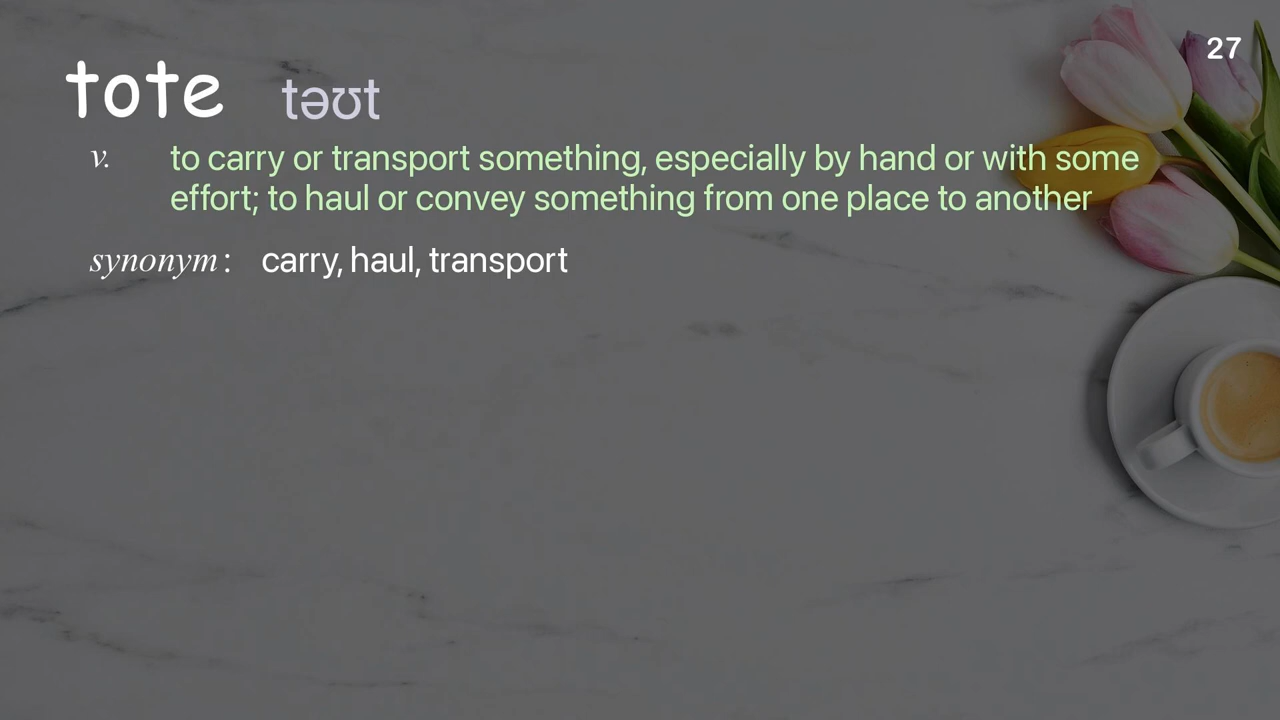 27
tote təʊt
v. to carry or transport something, especially by hand or with some
effort; to haul or convey something from one place to another
synonym: carry, haul, transport